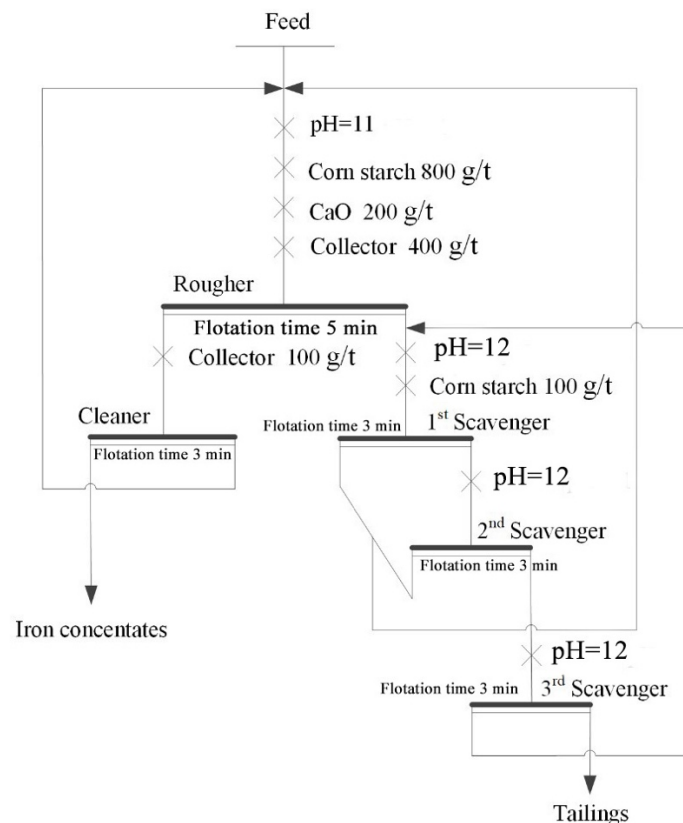 Feed
pH=11
Corn starch 800 g/t
CaO 200 g/t
Collector 400 g/t
Rougher
Flotation time 5 min
pH=12
Collector 100 g/t
Corn starch 100 g/t
Cleaner
Flotation time 3 min
1st Scavenger
Flotation time 3 min
pH=12
2nd Scavenger
Flotation time 3 min
Iron concentates
pH=12
Flotation time 3 min
3rd Scavenger
Tailings